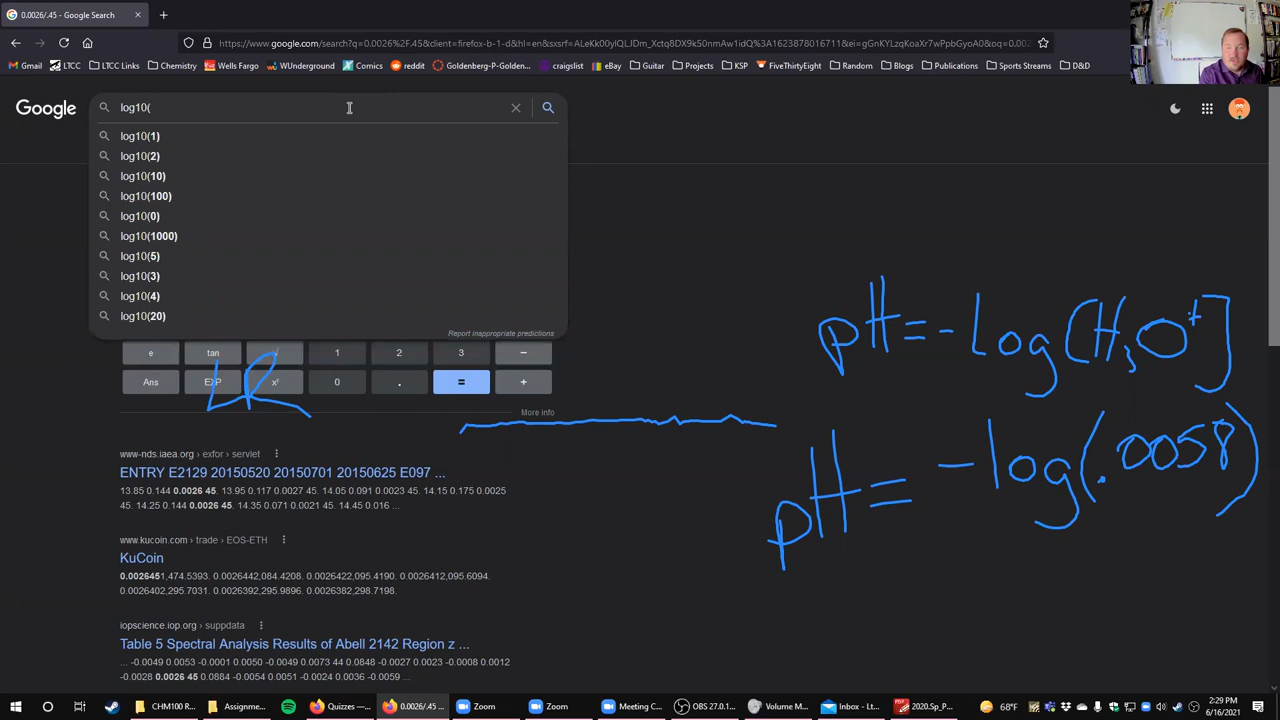 0.0026/.45 - Google Search
https://www.google.com/search?q=0.0026%2F.45&client=firefox-b-1-d&hl=en&sxsrf=ALeKk00yIQLJDm_Xctq8DX9k50nmAw1idQ%3A1623878016711&ei=gGnKYLzqKoaXr7wPpbGyoA0&oq=0.00
Gmail LTCC LTCC Links Wells Fargo WUnderground Comics reddit Goldenberg-P-Golden... craigslist eBay Guitar Projects KSP FiveThirtyEight Random Blogs Publications Sports Streams D&D
Google
log10(
log10(1)
log10(2)
log10(10)
log10(100)
log10(0)
log10(1000)
log10(5)
log10(3)
log10(4)
log10(20)
Report inappropriate predictions
e tan 1 2 3 −
Ans EXP xʸ 0 . = +
LR
More info
pH = - Log [H₃O⁺]
pH = - log(.0058)
www-nds.iaea.org › exfor › servlet
ENTRY E2129 20150520 20150701 20150625 E097 ...
13.85 0.144 0.0026 45. 13.95 0.117 0.0027 45. 14.05 0.091 0.0023 45. 14.15 0.175 0.0025
45. 14.25 0.144 0.0026 45. 14.35 0.071 0.0021 45. 14.45 0.016 ...
www.kucoin.com › trade › EOS-ETH
KuCoin
0.0026451,474.5393. 0.0026442,084.4208. 0.0026422,095.4190. 0.0026412,095.6094.
0.0026402,295.7031. 0.0026392,295.9896. 0.0026382,298.7198.
iopscience.iop.org › suppdata
Table 5 Spectral Analysis Results of Abell 2142 Region z ...
... -0.0049 0.0053 -0.0001 0.0050 -0.0049 0.0073 44 0.0848 -0.0027 0.0023 -0.0008 0.0012
-0.0028 0.0026 45 0.0884 -0.0054 0.0051 -0.0024 0.0036 -0.0059 ...
CHM100 R... Assignme... Quizzes —... 0.0026/.45 ... Zoom Zoom Meeting C... OBS 27.0.1... Volume M... Inbox - Lt... 2020.Sp_P... 68°F
2:29 PM
6/16/2021